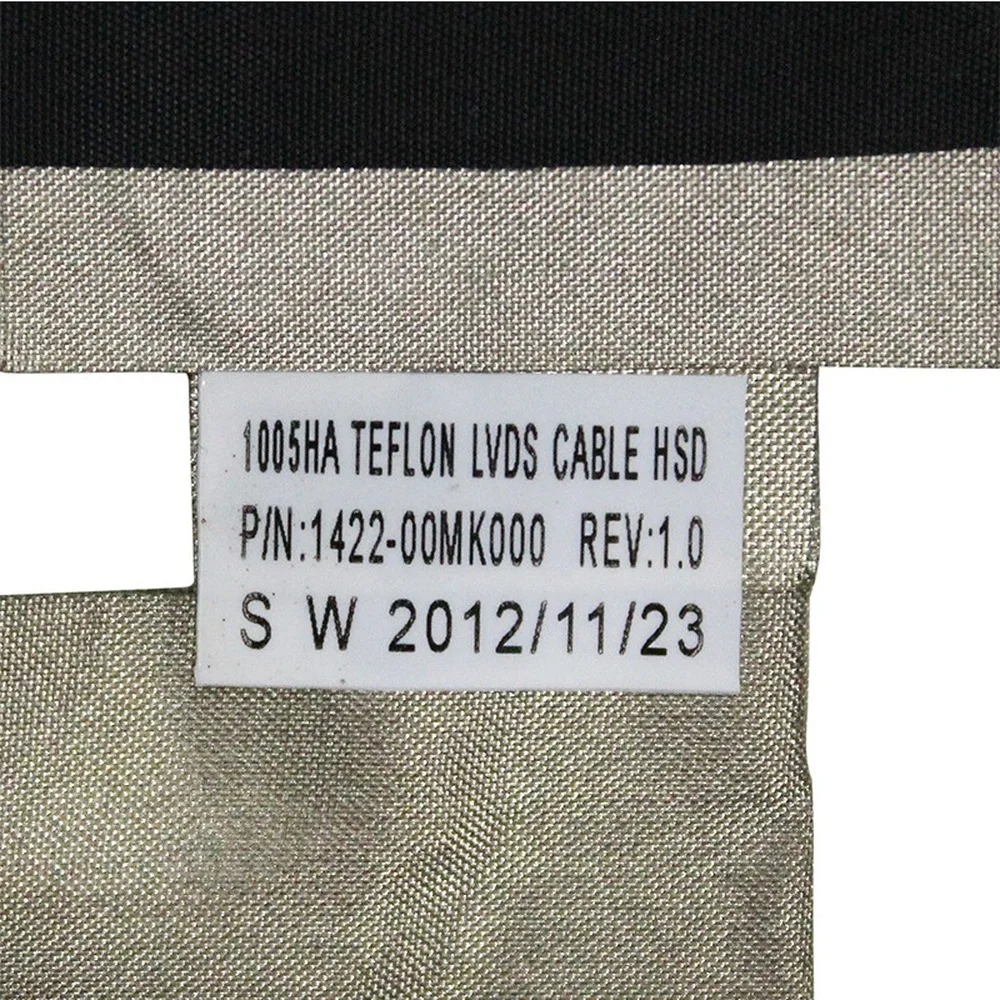 1005HA TEFLON LVDS CABLE HSD
P/N:1422-00MK000 REV:1.0
S W 2012/11/23